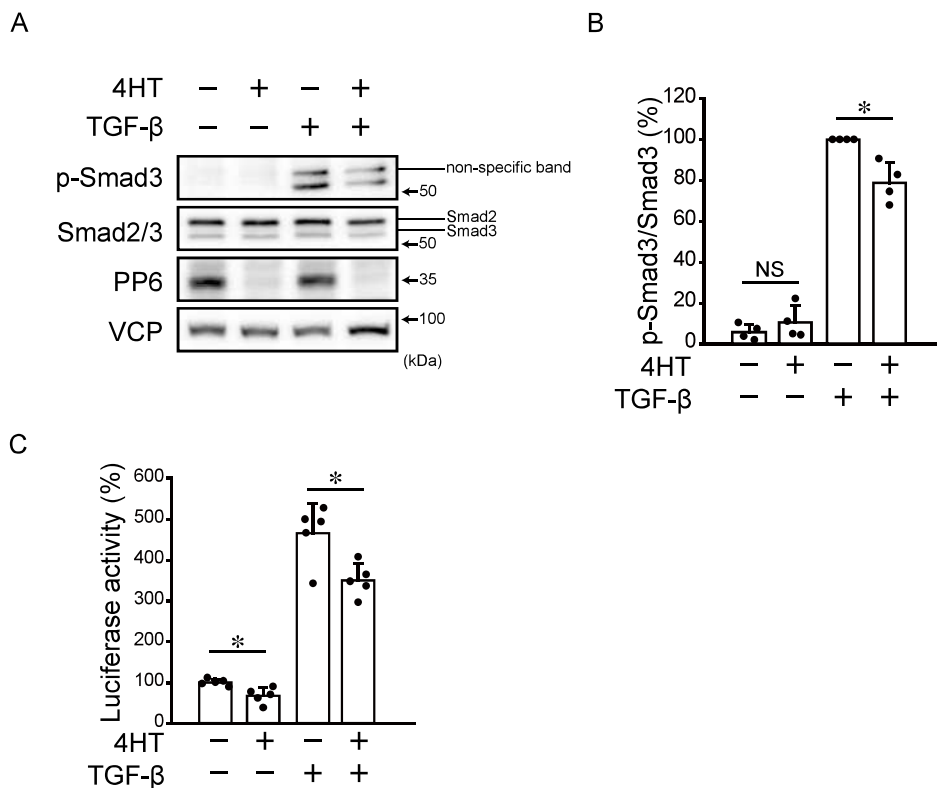 A
4HT − + − +
TGF-β − − + +
p-Smad3
non-specific band
50
Smad2/3
Smad2
Smad3
50
PP6
35
VCP
100
(kDa)
B
p-Smad3/Smad3 (%)
120
100
80
60
40
20
0
NS
*
4HT − + − +
TGF-β − − + +
C
Luciferase activity (%)
600
500
400
300
200
100
0
*
*
4HT − + − +
TGF-β − − + +